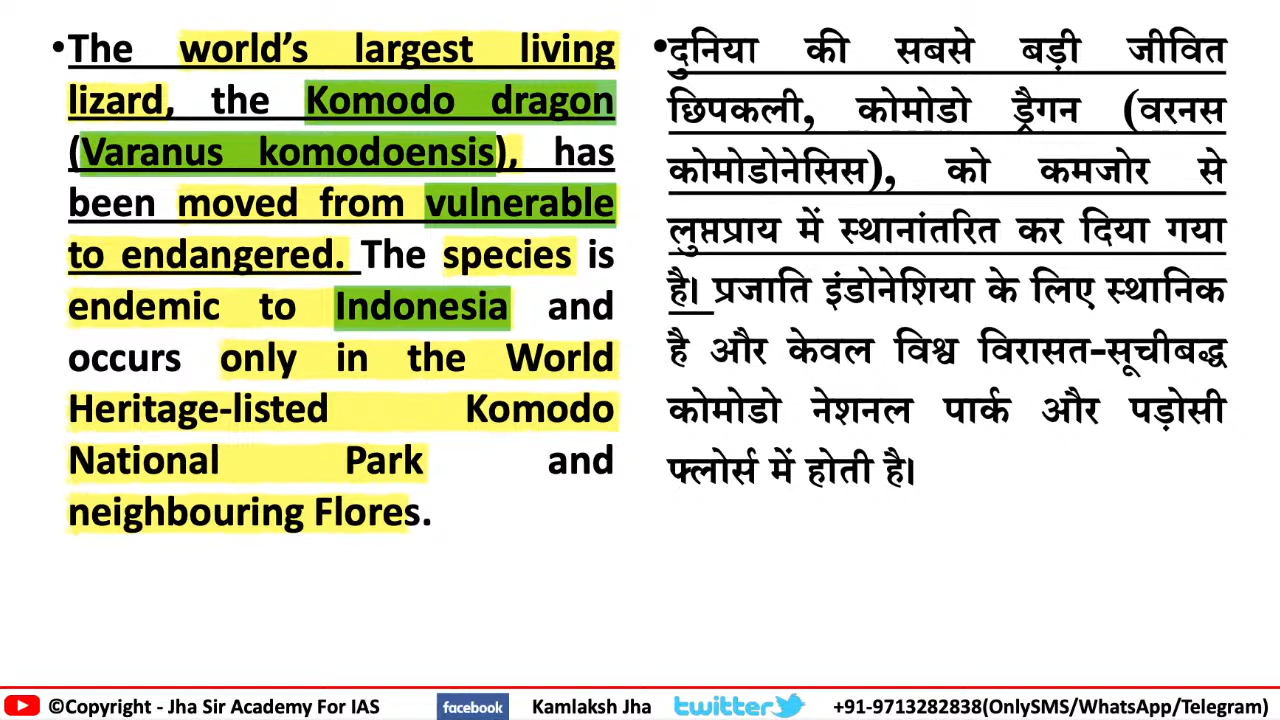 •The world's largest living
lizard, the Komodo dragon
(Varanus komodoensis), has
been moved from vulnerable
to endangered. The species is
endemic to Indonesia and
occurs only in the World
Heritage-listed Komodo
National Park and
neighbouring Flores.
•दुनिया की सबसे बड़ी जीवित
छिपकली, कोमोडो ड्रैगन (वरनस
कोमोडोनेसिस), को कमजोर से
लुप्तप्राय में स्थानांतरित कर दिया गया
है। प्रजाति इंडोनेशिया के लिए स्थानिक
है और केवल विश्व विरासत-सूचीबद्ध
कोमोडो नेशनल पार्क और पड़ोसी
फ्लोर्स में होती है।
©Copyright - Jha Sir Academy For IAS facebook Kamlaksh Jha twitter +91-9713282838(OnlySMS/WhatsApp/Telegram)